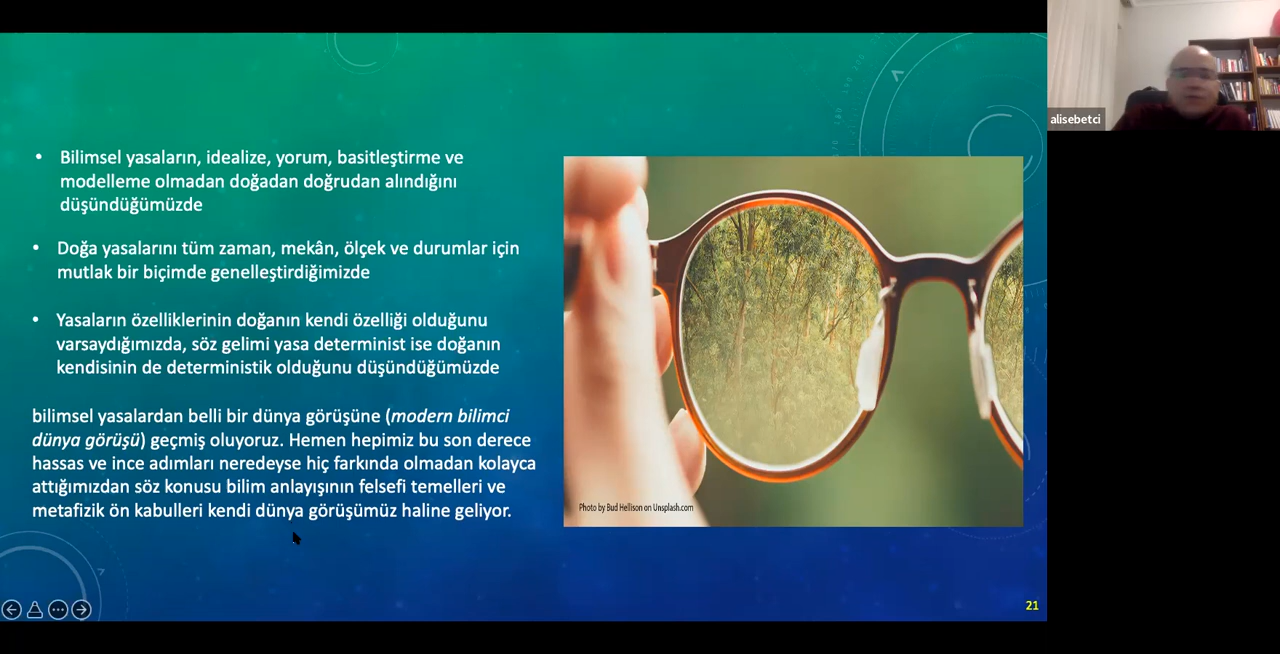 alisebetci
• Bilimsel yasaların, idealize, yorum, basitleştirme ve
modelleme olmadan doğadan doğrudan alındığını
düşündüğümüzde
• Doğa yasalarını tüm zaman, mekân, ölçek ve durumlar için
mutlak bir biçimde genelleştirdiğimizde
• Yasaların özelliklerinin doğanın kendi özelliği olduğunu
varsaydığımızda, söz gelimi yasa determinist ise doğanın
kendisinin de deterministik olduğunu düşündüğümüzde
bilimsel yasalardan belli bir dünya görüşüne (modern bilimci
dünya görüşü) geçmiş oluyoruz. Hemen hepimiz bu son derece
hassas ve ince adımları neredeyse hiç farkında olmadan kolayca
attığımızdan söz konusu bilim anlayışının felsefi temelleri ve
metafizik ön kabulleri kendi dünya görüşümüz haline geliyor.
Photo by Bud Hellison on Unsplash.com
21